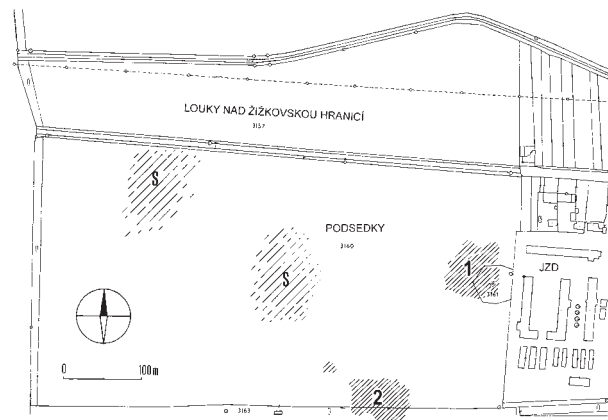 LOUKY NAD ŽIŽKOVSKOU HRANICÍ
3157
S
PODSEDKY
3160
S
1
JZD
3161
0 100m
2
3163